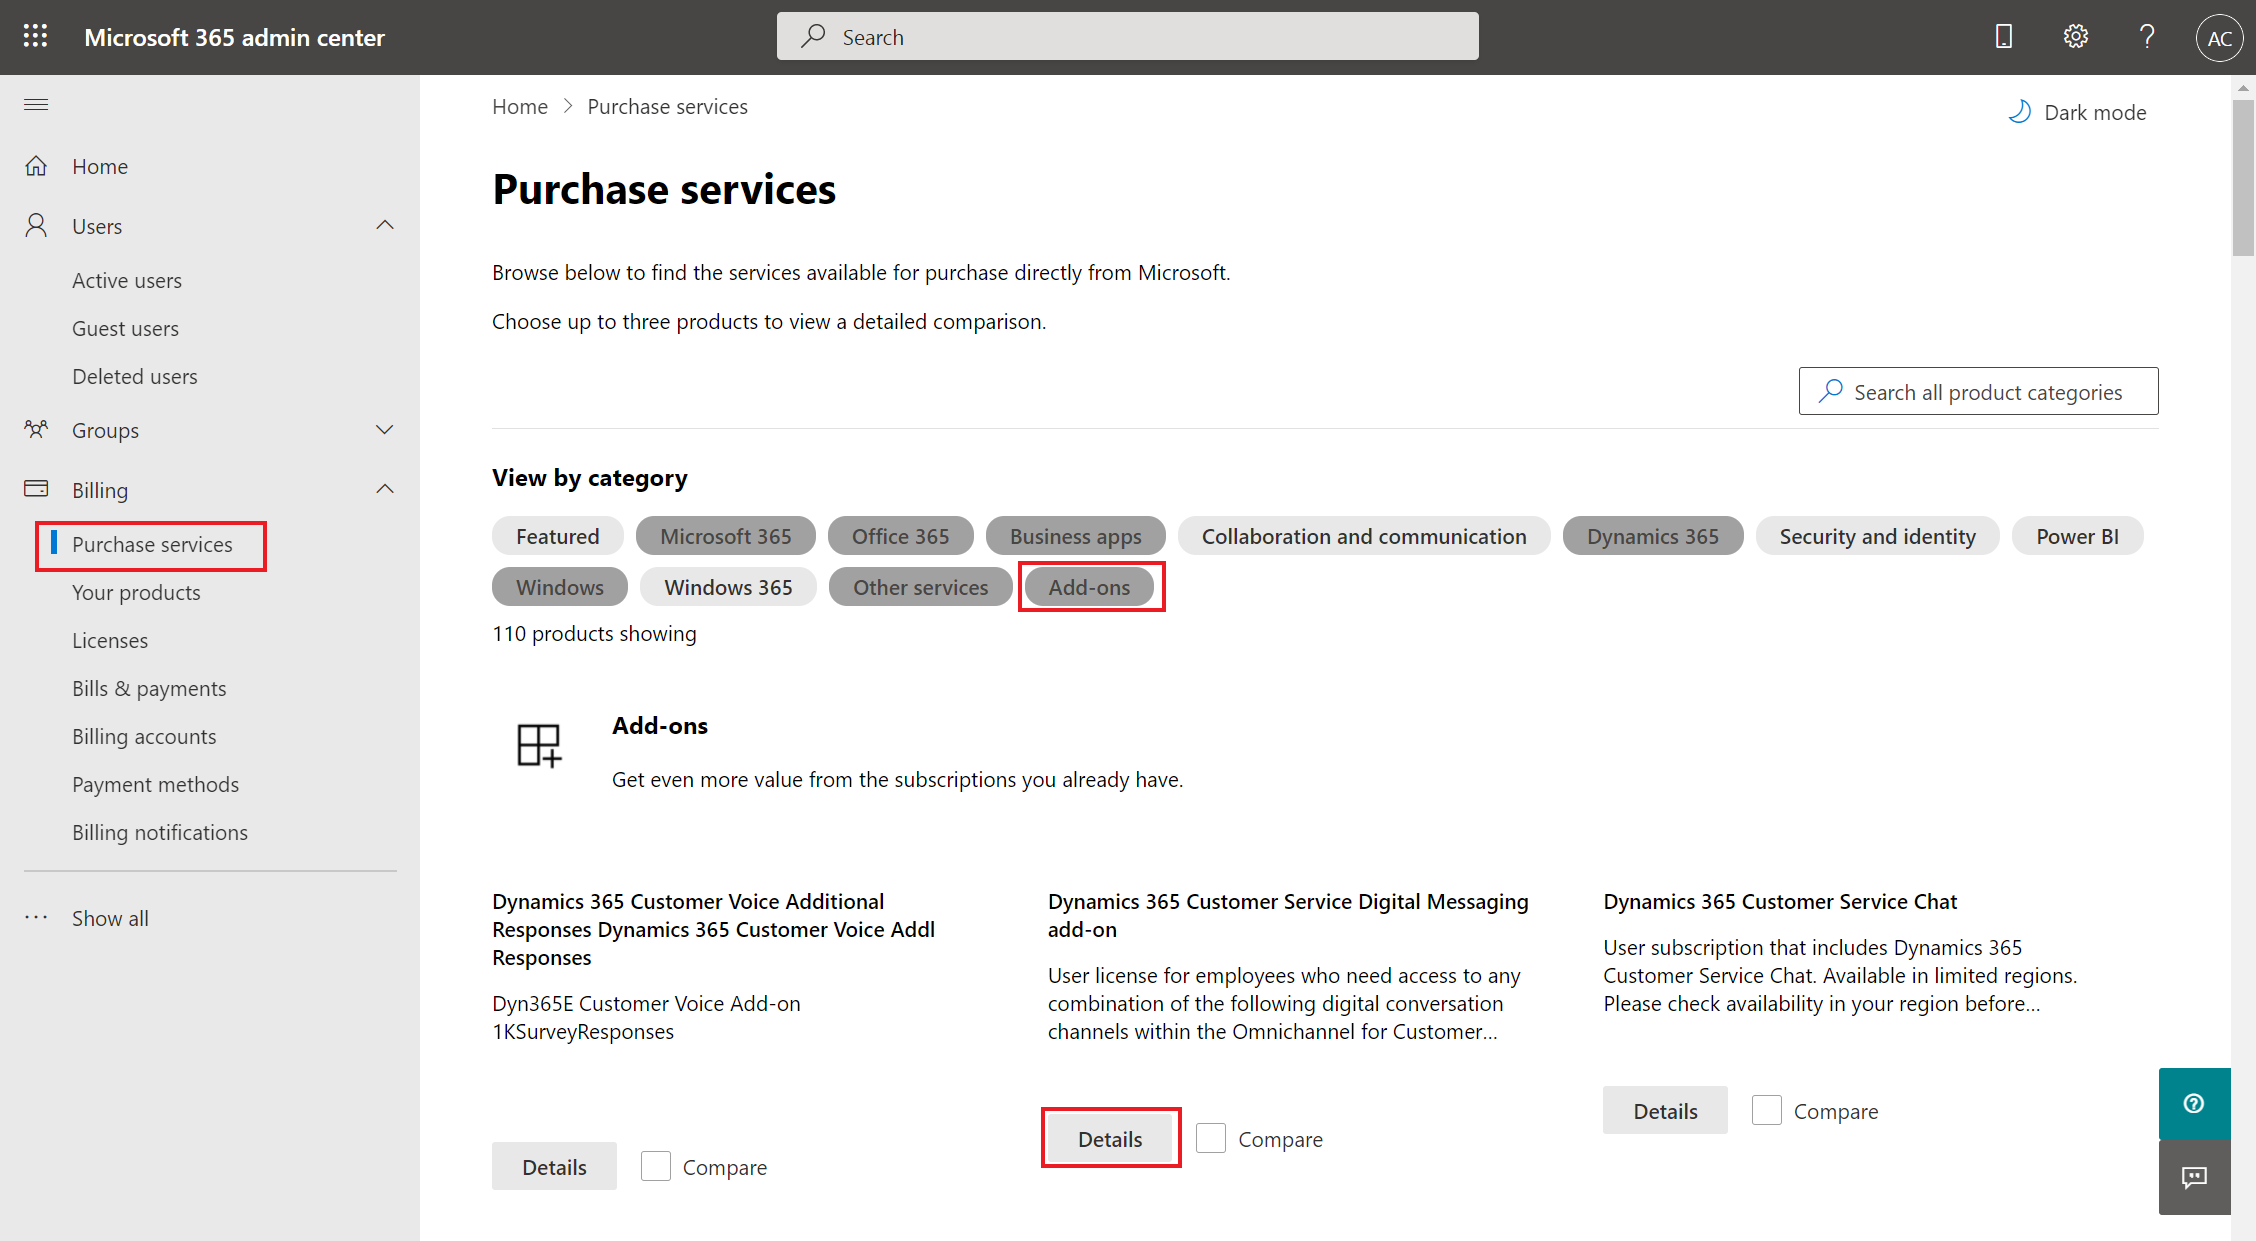 Microsoft 365 admin center
Search
AC
Home
Users
Active users
Guest users
Deleted users
Groups
Billing
Purchase services
Your products
Licenses
Bills & payments
Billing accounts
Payment methods
Billing notifications
Show all
Home > Purchase services
Dark mode
Purchase services
Browse below to find the services available for purchase directly from Microsoft.
Choose up to three products to view a detailed comparison.
Search all product categories
View by category
Featured Microsoft 365 Office 365 Business apps Collaboration and communication Dynamics 365 Security and identity Power BI
Windows Windows 365 Other services Add-ons
110 products showing
Add-ons
Get even more value from the subscriptions you already have.
Dynamics 365 Customer Voice Additional
Responses Dynamics 365 Customer Voice Addl
Responses
Dyn365E Customer Voice Add-on
1KSurveyResponses
Details Compare
Dynamics 365 Customer Service Digital Messaging
add-on
User license for employees who need access to any
combination of the following digital conversation
channels within the Omnichannel for Customer...
Details Compare
Dynamics 365 Customer Service Chat
User subscription that includes Dynamics 365
Customer Service Chat. Available in limited regions.
Please check availability in your region before...
Details Compare